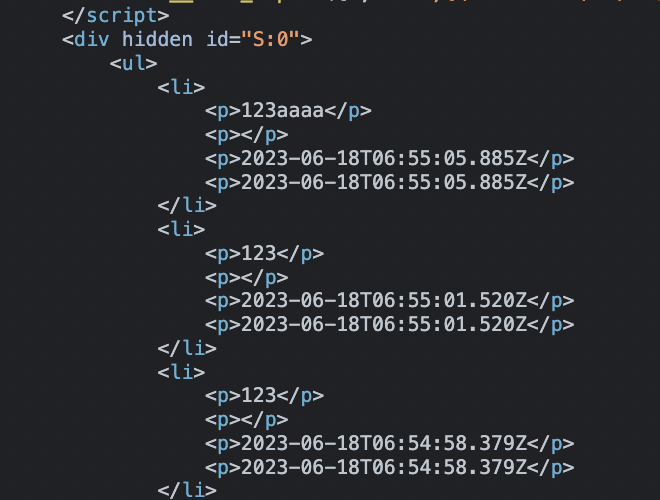 </script>
<div hidden id="S:0">
<ul>
<li>
<p>123aaaa</p>
<p></p>
<p>2023-06-18T06:55:05.885Z</p>
<p>2023-06-18T06:55:05.885Z</p>
</li>
<li>
<p>123</p>
<p></p>
<p>2023-06-18T06:55:01.520Z</p>
<p>2023-06-18T06:55:01.520Z</p>
</li>
<li>
<p>123</p>
<p></p>
<p>2023-06-18T06:54:58.379Z</p>
<p>2023-06-18T06:54:58.379Z</p>
</li>